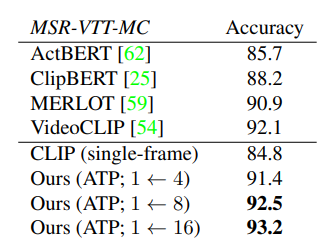 MSR-VTT-MC Accuracy
ActBERT [62] 85.7
ClipBERT [25] 88.2
MERLOT [59] 90.9
VideoCLIP [54] 92.1
CLIP (single-frame) 84.8
Ours (ATP; 1 ← 4) 91.4
Ours (ATP; 1 ← 8) 92.5
Ours (ATP; 1 ← 16) 93.2